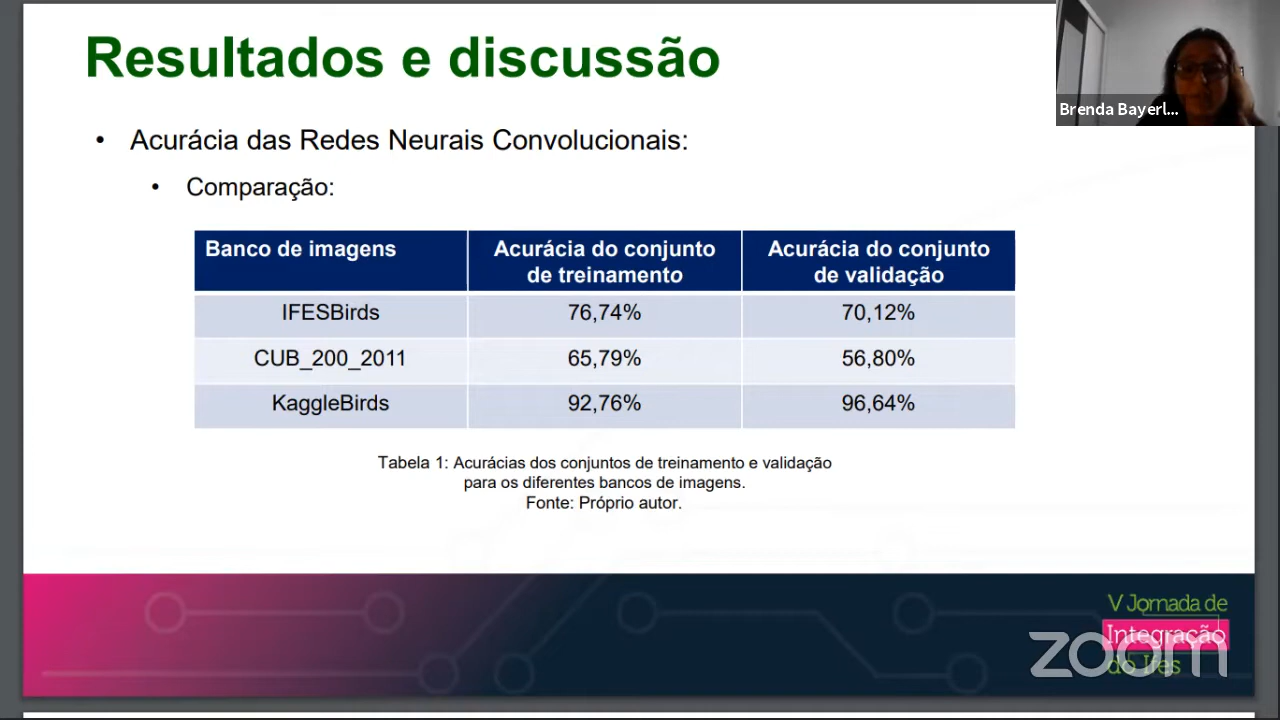 Resultados e discussão
Brenda Bayerl...
• Acurácia das Redes Neurais Convolucionais:
• Comparação:
Banco de imagens Acurácia do conjunto de treinamento Acurácia do conjunto de validação
IFESBirds 76,74% 70,12%
CUB_200_2011 65,79% 56,80%
KaggleBirds 92,76% 96,64%
Tabela 1: Acurácias dos conjuntos de treinamento e validação
para os diferentes bancos de imagens.
Fonte: Próprio autor.
V Jornada de
Integração
do Ifes
zoom